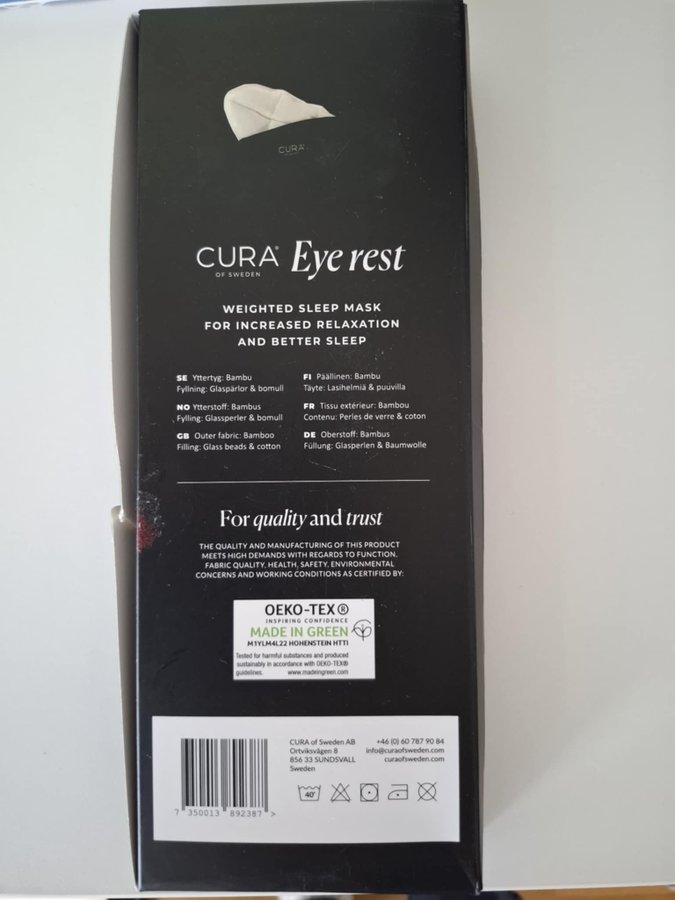 CURA
CURA® Eye rest
OF SWEDEN
WEIGHTED SLEEP MASK
FOR INCREASED RELAXATION
AND BETTER SLEEP
SE Yttertyg: Bambu
Fyllning: Glaspärlor & bomull
NO Ytterstoff: Bambus
Fylling: Glassperler & bomull
GB Outer fabric: Bamboo
Filling: Glass beads & cotton
FI Päällinen: Bambu
Täyte: Lasihelmiä & puuvilla
FR Tissu extérieur: Bambou
Contenu: Perles de verre & coton
DE Oberstoff: Bambus
Füllung: Glasperlen & Baumwolle
For quality and trust
THE QUALITY AND MANUFACTURING OF THIS PRODUCT
MEETS HIGH DEMANDS WITH REGARDS TO FUNCTION,
FABRIC QUALITY, HEALTH, SAFETY, ENVIRONMENTAL
CONCERNS AND WORKING CONDITIONS AS CERTIFIED BY:
OEKO-TEX®
INSPIRING CONFIDENCE
MADE IN GREEN
M1YLM4L22 HOHENSTEIN HTTI
Tested for harmful substances and produced
sustainably in accordance with OEKO-TEX®
guidelines. www.madeingreen.com
CURA of Sweden AB
Ortviksvägen 8
856 33 SUNDSVALL
Sweden
+46 (0) 60 787 90 84
info@curaofsweden.com
curaofsweden.com
40°
7 350013 892387 >